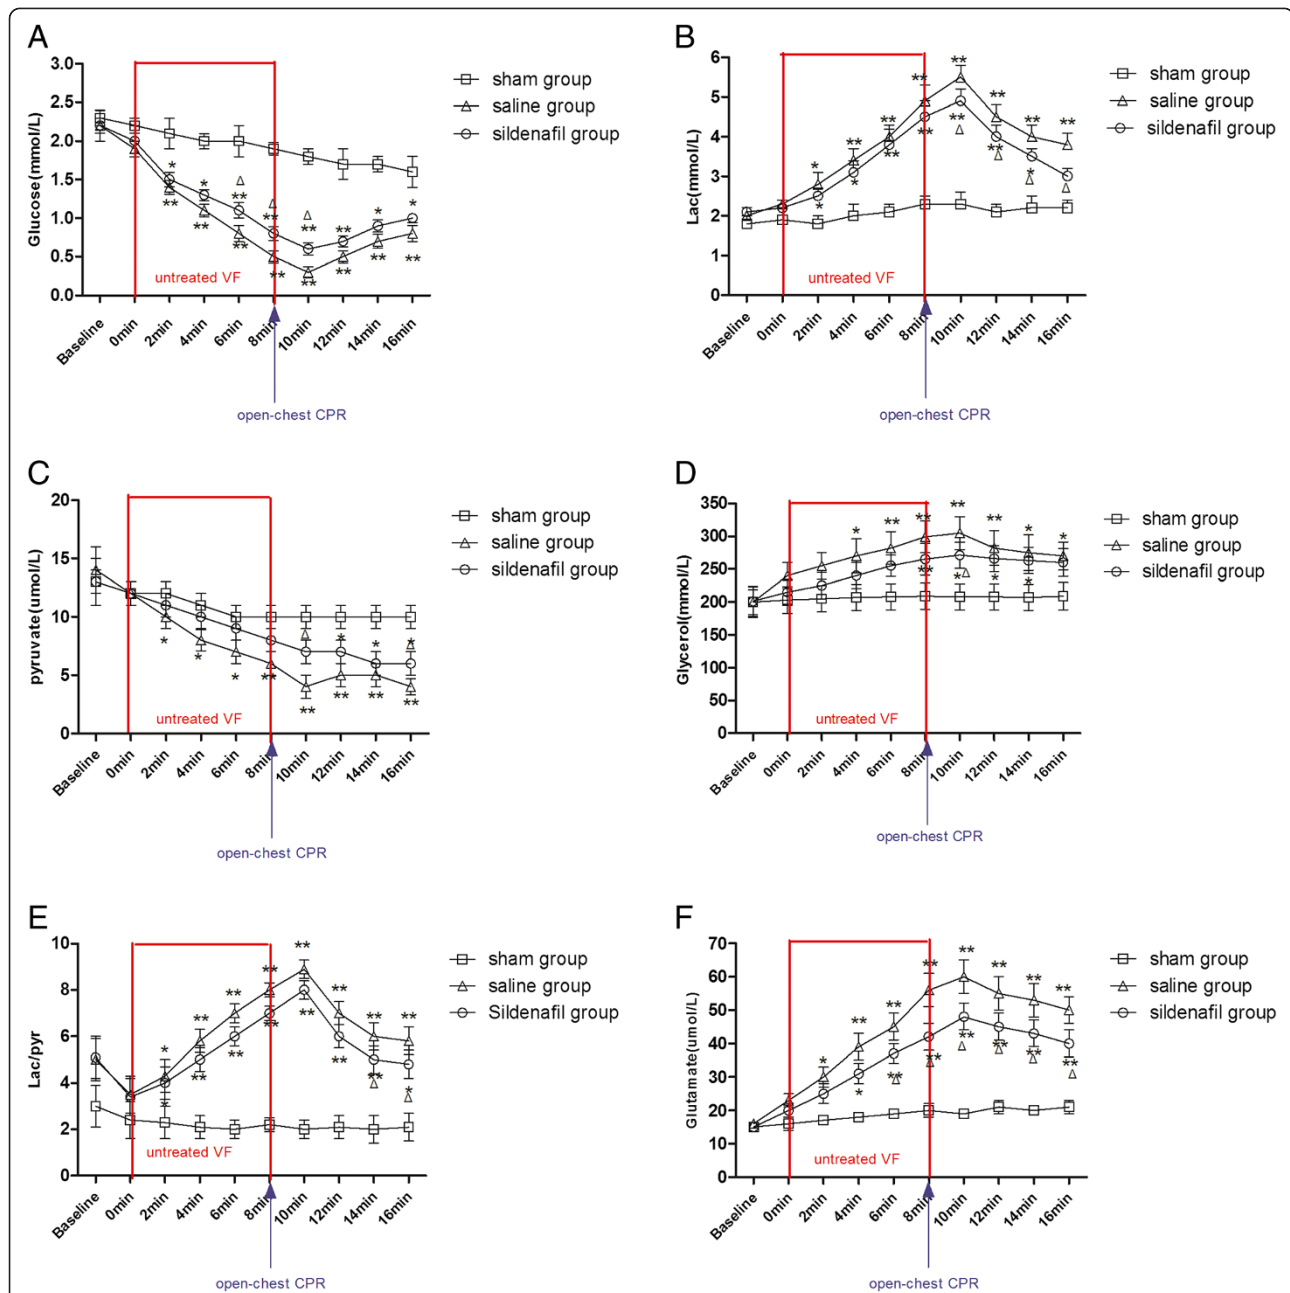 A
3.0
2.5
2.0
1.5
1.0
0.5
0.0
Glucose(mmol/L)
sham group
saline group
sildenafil group
* * Δ Δ Δ ** * *
** ** ** **
** ** ** ** ** ** **
untreated VF
Baseline 0min 2min 4min 6min 8min 10min 12min 14min 16min
open-chest CPR
B
6
5
4
3
2
1
0
Lac(mmol/L)
sham group
saline group
sildenafil group
* ** ** ** ** ** ** **
* * ** ** ** ** *
Δ Δ Δ Δ
untreated VF
Baseline 0min 2min 4min 6min 8min 10min 12min 14min 16min
open-chest CPR
C
20
15
10
5
0
pyruvate(umol/L)
sham group
saline group
sildenafil group
Δ * * *
Δ
* * * ** ** ** ** **
untreated VF
Baseline 0min 2min 4min 6min 8min 10min 12min 14min 16min
open-chest CPR
D
350
300
250
200
150
100
50
0
Glycerol(mmol/L)
sham group
saline group
sildenafil group
* ** ** ** ** * *
** * Δ * *
untreated VF
Baseline 0min 2min 4min 6min 8min 10min 12min 14min 16min
open-chest CPR
E
10
8
6
4
2
0
Lac/pyr
sham group
saline group
Sildenafil group
* ** ** ** ** ** ** **
* ** ** ** ** ** ** *
Δ Δ
untreated VF
Baseline 0min 2min 4min 6min 8min 10min 12min 14min 16min
open-chest CPR
F
70
60
50
40
30
20
10
0
Glutamate(umol/L)
sham group
saline group
sildenafil group
* ** ** ** ** ** ** **
* ** ** ** ** ** **
Δ Δ Δ Δ Δ Δ
untreated VF
Baseline 0min 2min 4min 6min 8min 10min 12min 14min 16min
open-chest CPR